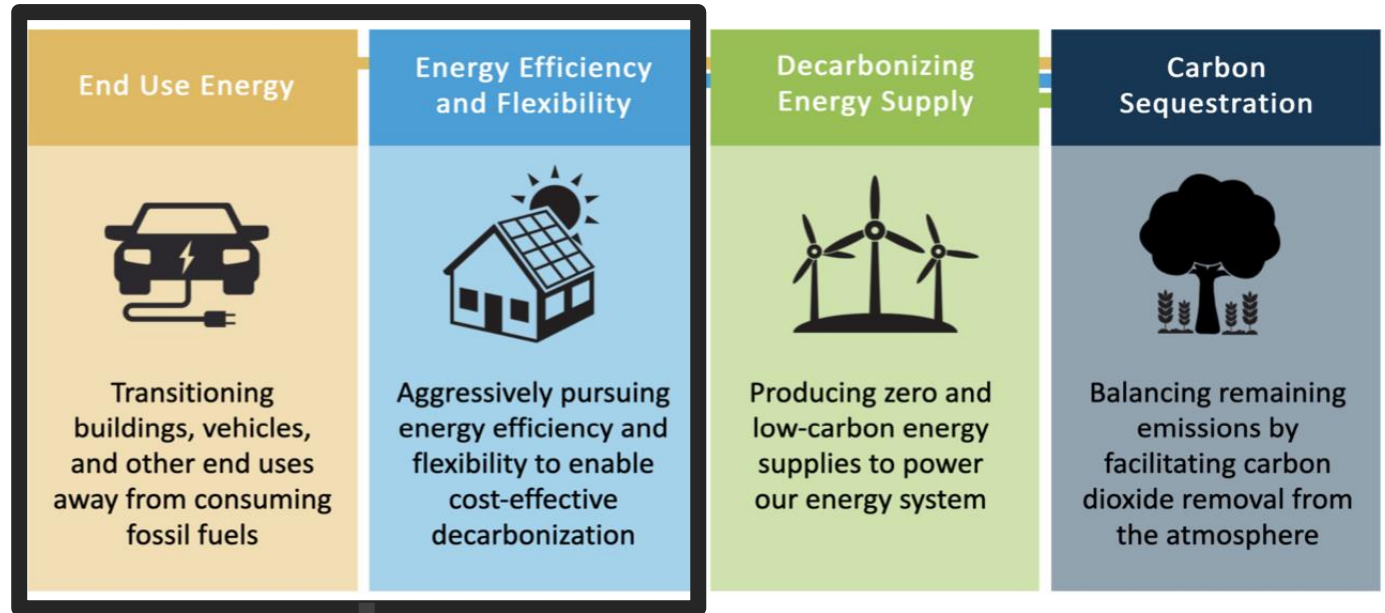 End Use Energy
Transitioning
buildings, vehicles,
and other end uses
away from consuming
fossil fuels
Energy Efficiency
and Flexibility
Aggressively pursuing
energy efficiency and
flexibility to enable
cost-effective
decarbonization
Decarbonizing
Energy Supply
Producing zero and
low-carbon energy
supplies to power
our energy system
Carbon
Sequestration
Balancing remaining
emissions by
facilitating carbon
dioxide removal from
the atmosphere